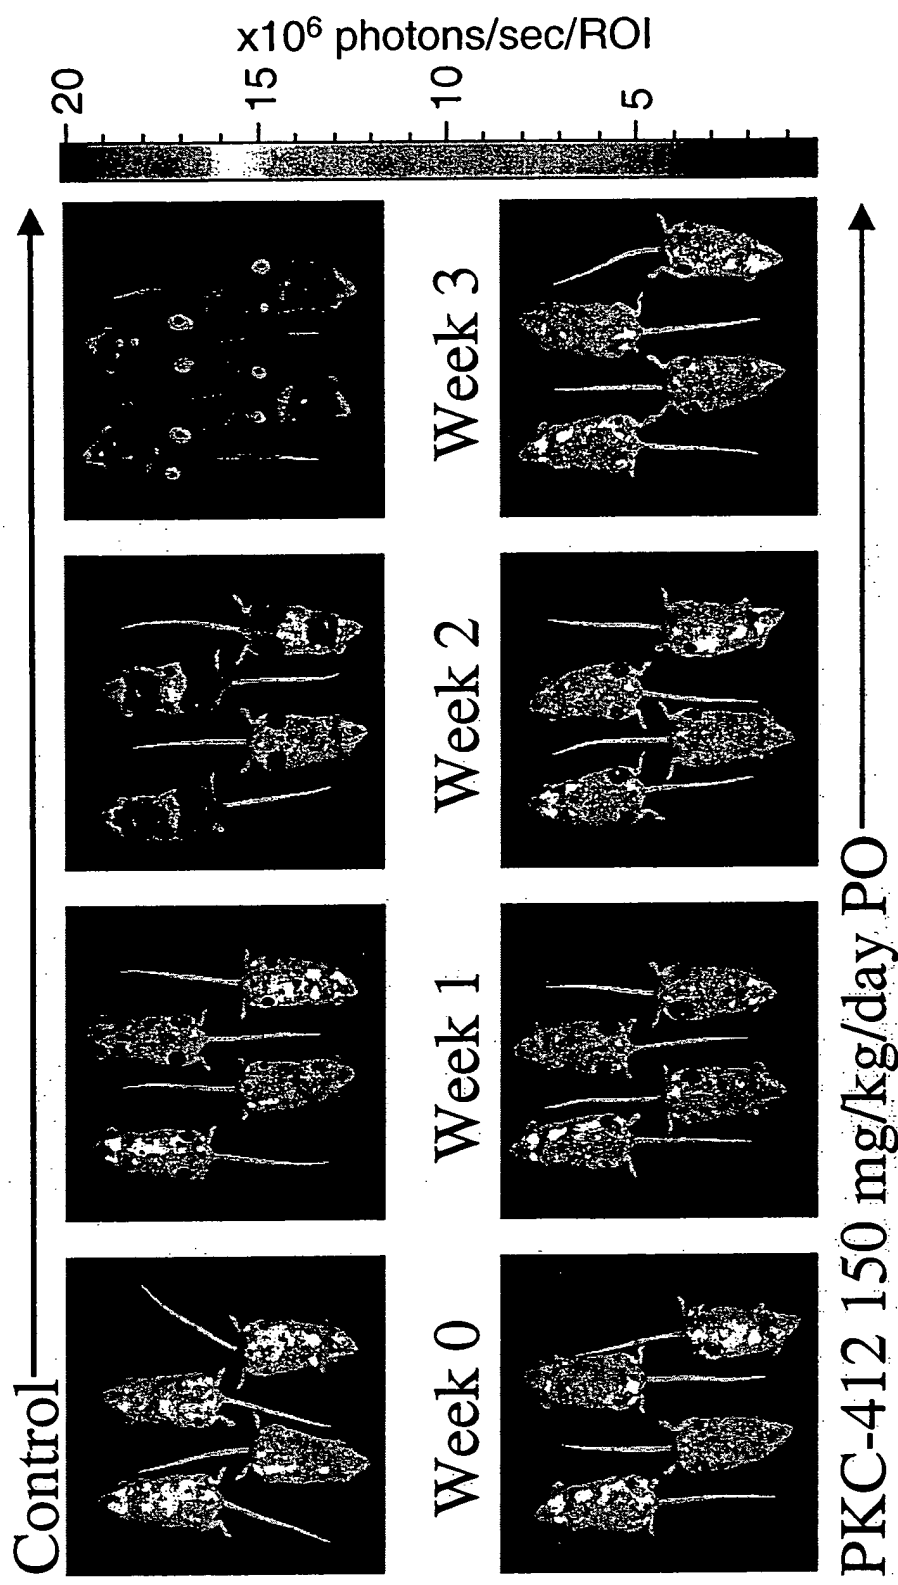 Control
Week 0
Week 1
Week 2
Week 3
PKC-412 150 mg/kg/day PO
20
15
10
5
x10⁶ photons/sec/ROI